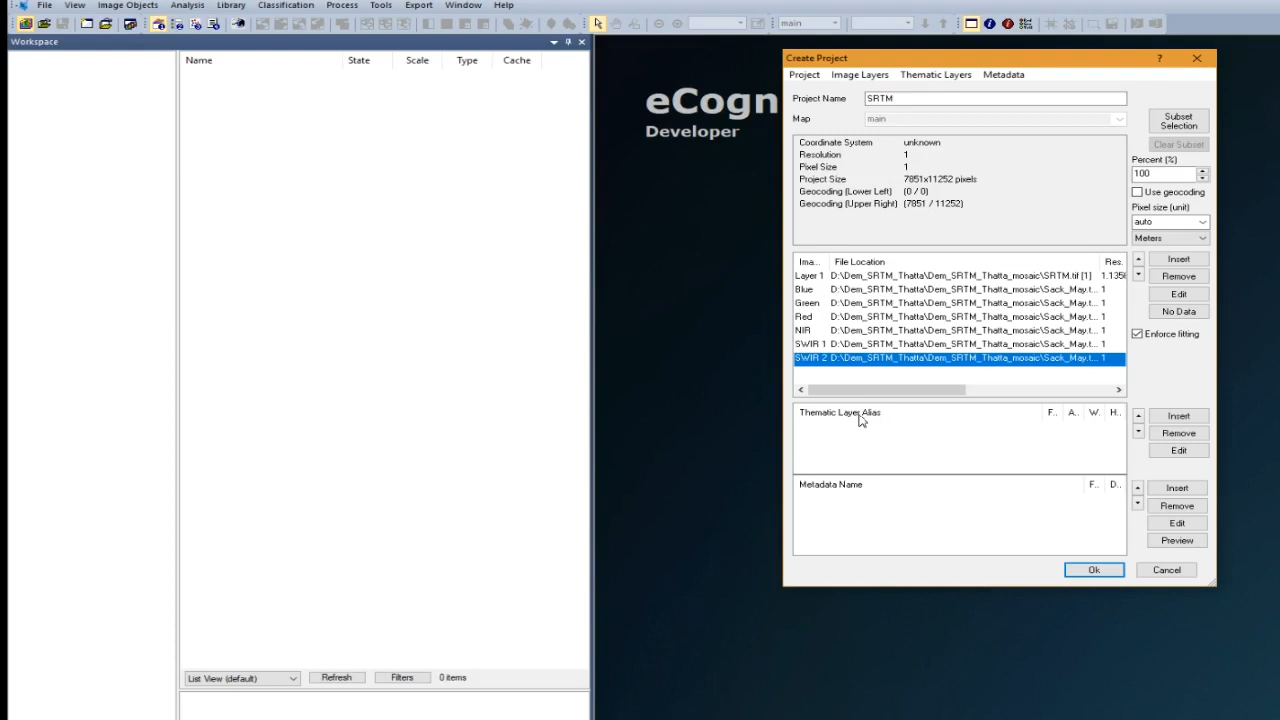 File View Image Objects Analysis Library Classification Process Tools Export Window Help
main
Workspace
Name State Scale Type Cache
eCogn
Developer
Create Project
Project Image Layers Thematic Layers Metadata
Project Name SRTM
Map main
Subset Selection
Clear Subset
Coordinate System unknown
Resolution 1
Pixel Size 1
Project Size 7851x11252 pixels
Geocoding (Lower Left) (0 / 0)
Geocoding (Upper Right) (7851 / 11252)
Percent (%)
100
Use geocoding
Pixel size (unit)
auto
Meters
Ima... File Location Res.
Layer 1 D:\Dem_SRTM_Thatta\Dem_SRTM_Thatta_mosaic\SRTM.tif [1]
Blue D:\Dem_SRTM_Thatta\Dem_SRTM_Thatta_mosaic\Sack_May.t... 1
Green D:\Dem_SRTM_Thatta\Dem_SRTM_Thatta_mosaic\Sack_May.t... 1
Red D:\Dem_SRTM_Thatta\Dem_SRTM_Thatta_mosaic\Sack_May.t... 1
NIR D:\Dem_SRTM_Thatta\Dem_SRTM_Thatta_mosaic\Sack_May.t... 1
SWIR 1 D:\Dem_SRTM_Thatta\Dem_SRTM_Thatta_mosaic\Sack_May.t... 1
SWIR 2 D:\Dem_SRTM_Thatta\Dem_SRTM_Thatta_mosaic\Sack_May.t... 1
Insert
Remove
Edit
No Data
Enforce fitting
Thematic Layer Alias F.. A.. W. H..
Insert
Remove
Edit
Metadata Name F.. D..
Insert
Remove
Edit
Preview
Ok Cancel
List View (default) Refresh Filters 0 items